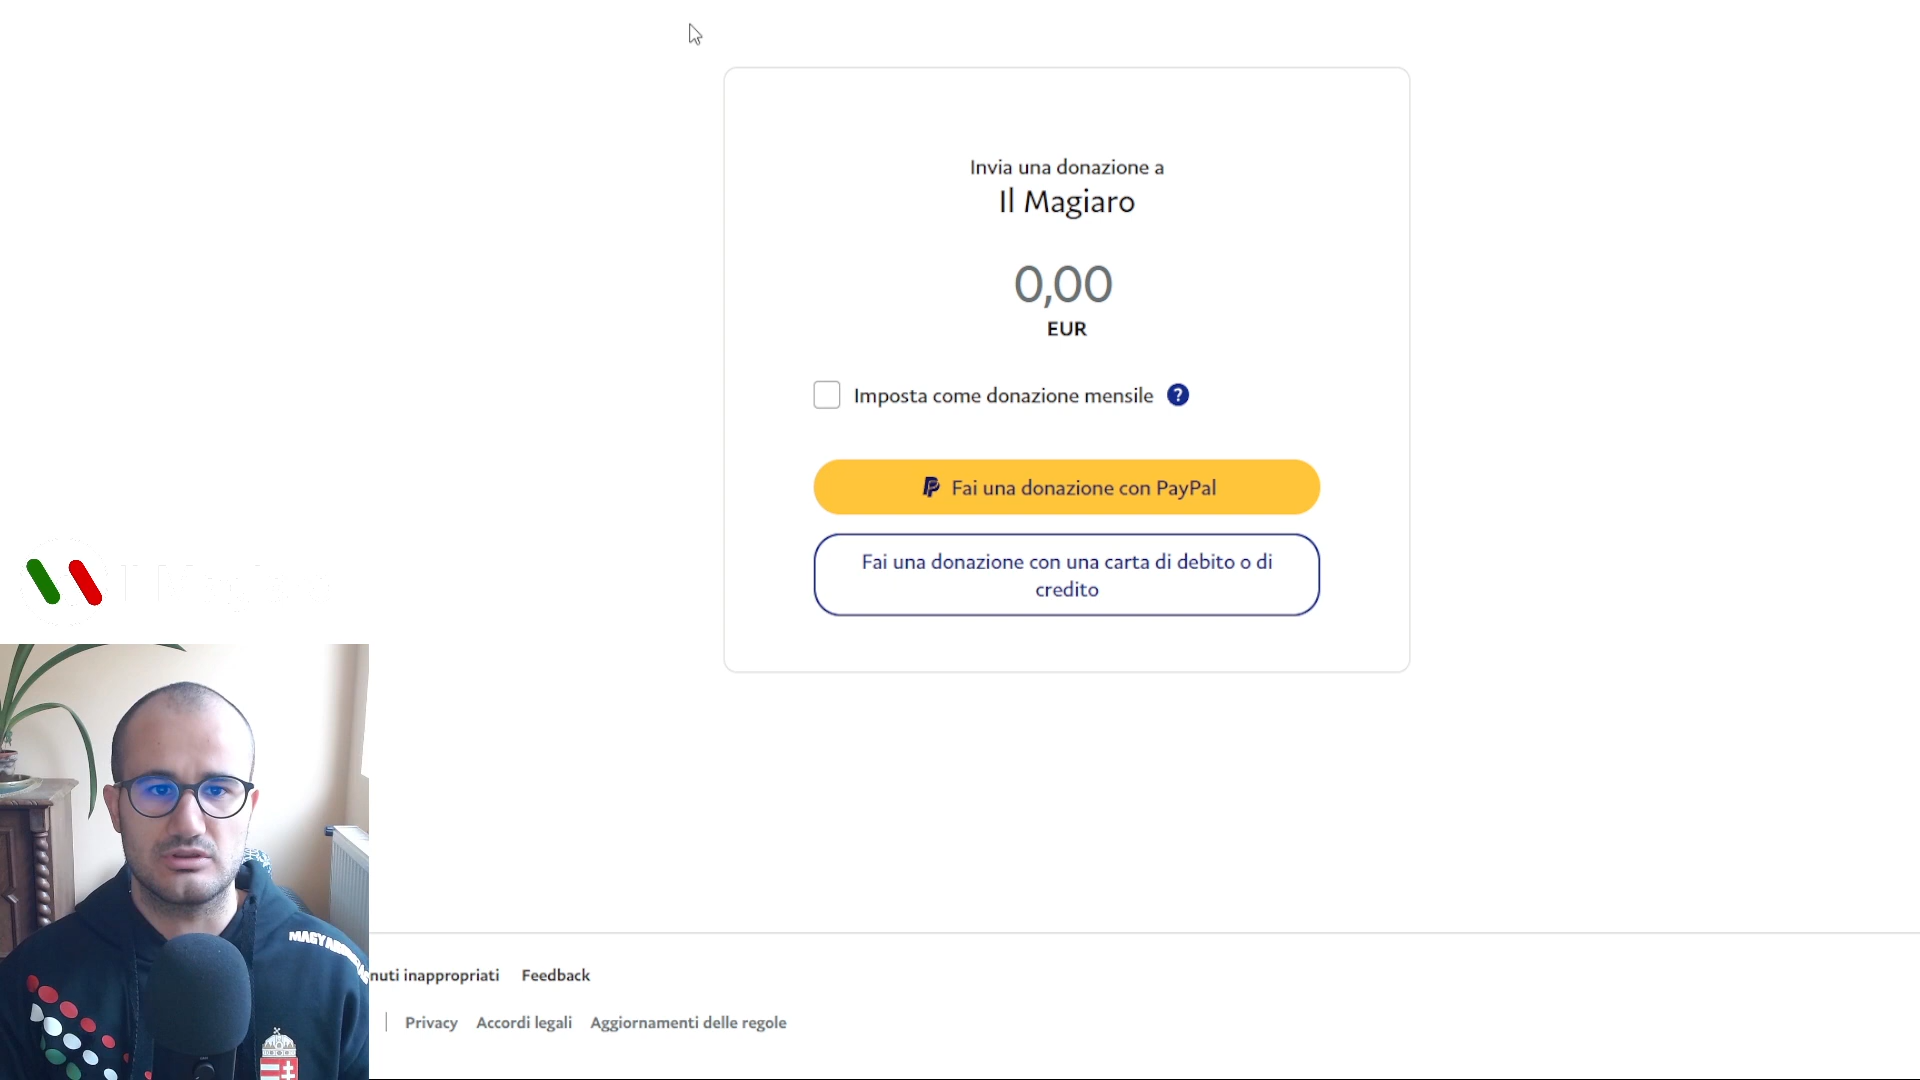 Invia una donazione a
Il Magiaro
0,00
EUR
Imposta come donazione mensile ?
Fai una donazione con PayPal
Fai una donazione con una carta di debito o di
credito
nuti inappropriati Feedback
Privacy Accordi legali Aggiornamenti delle regole